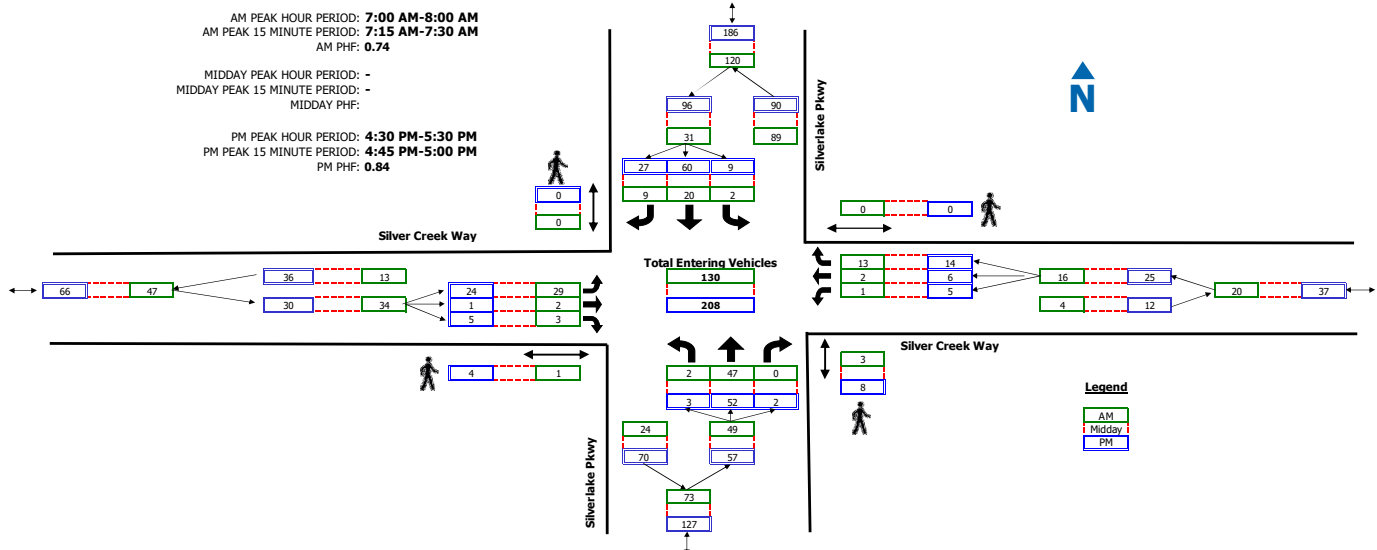 AM PEAK HOUR PERIOD: 7:00 AM-8:00 AM
AM PEAK 15 MINUTE PERIOD: 7:15 AM-7:30 AM
AM PHF: 0.74
MIDDAY PEAK HOUR PERIOD: -
MIDDAY PEAK 15 MINUTE PERIOD: -
MIDDAY PHF:
PM PEAK HOUR PERIOD: 4:30 PM-5:30 PM
PM PEAK 15 MINUTE PERIOD: 4:45 PM-5:00 PM
PM PHF: 0.84
186
120
96 90
31 89
27 60 9
9 20 2
Silverlake Pkwy
N
0
0
0 0
Silver Creek Way
Total Entering Vehicles
130
208
66 47
36 13
30 34
24 29
1 2
5 3
13 14
2 6
1 5
16 25
4 12
20 37
Silver Creek Way
4 1
3
8
2 47 0
3 52 2
24 49
70 57
73
127
Silverlake Pkwy
Legend
AM
Midday
PM